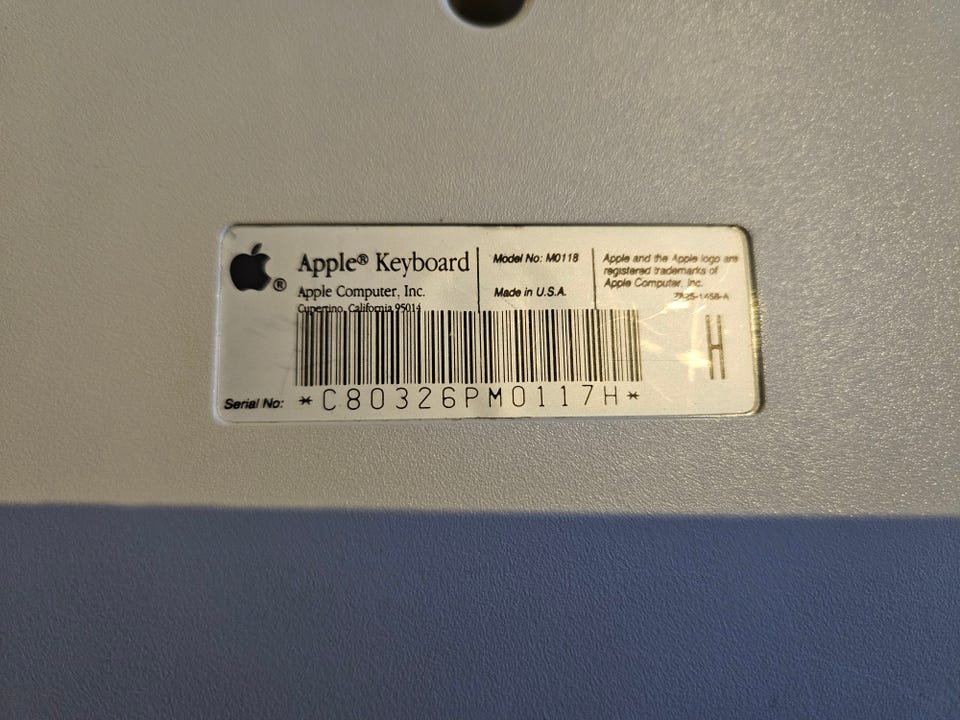 Apple® Keyboard
Apple Computer, Inc.
Cupertino, California 95014
Model No: M0118
Made in U.S.A.
Apple and the Apple logo are
registered trademarks of
Apple Computer, Inc.
®
H
Serial No: *C80326PM0117H*